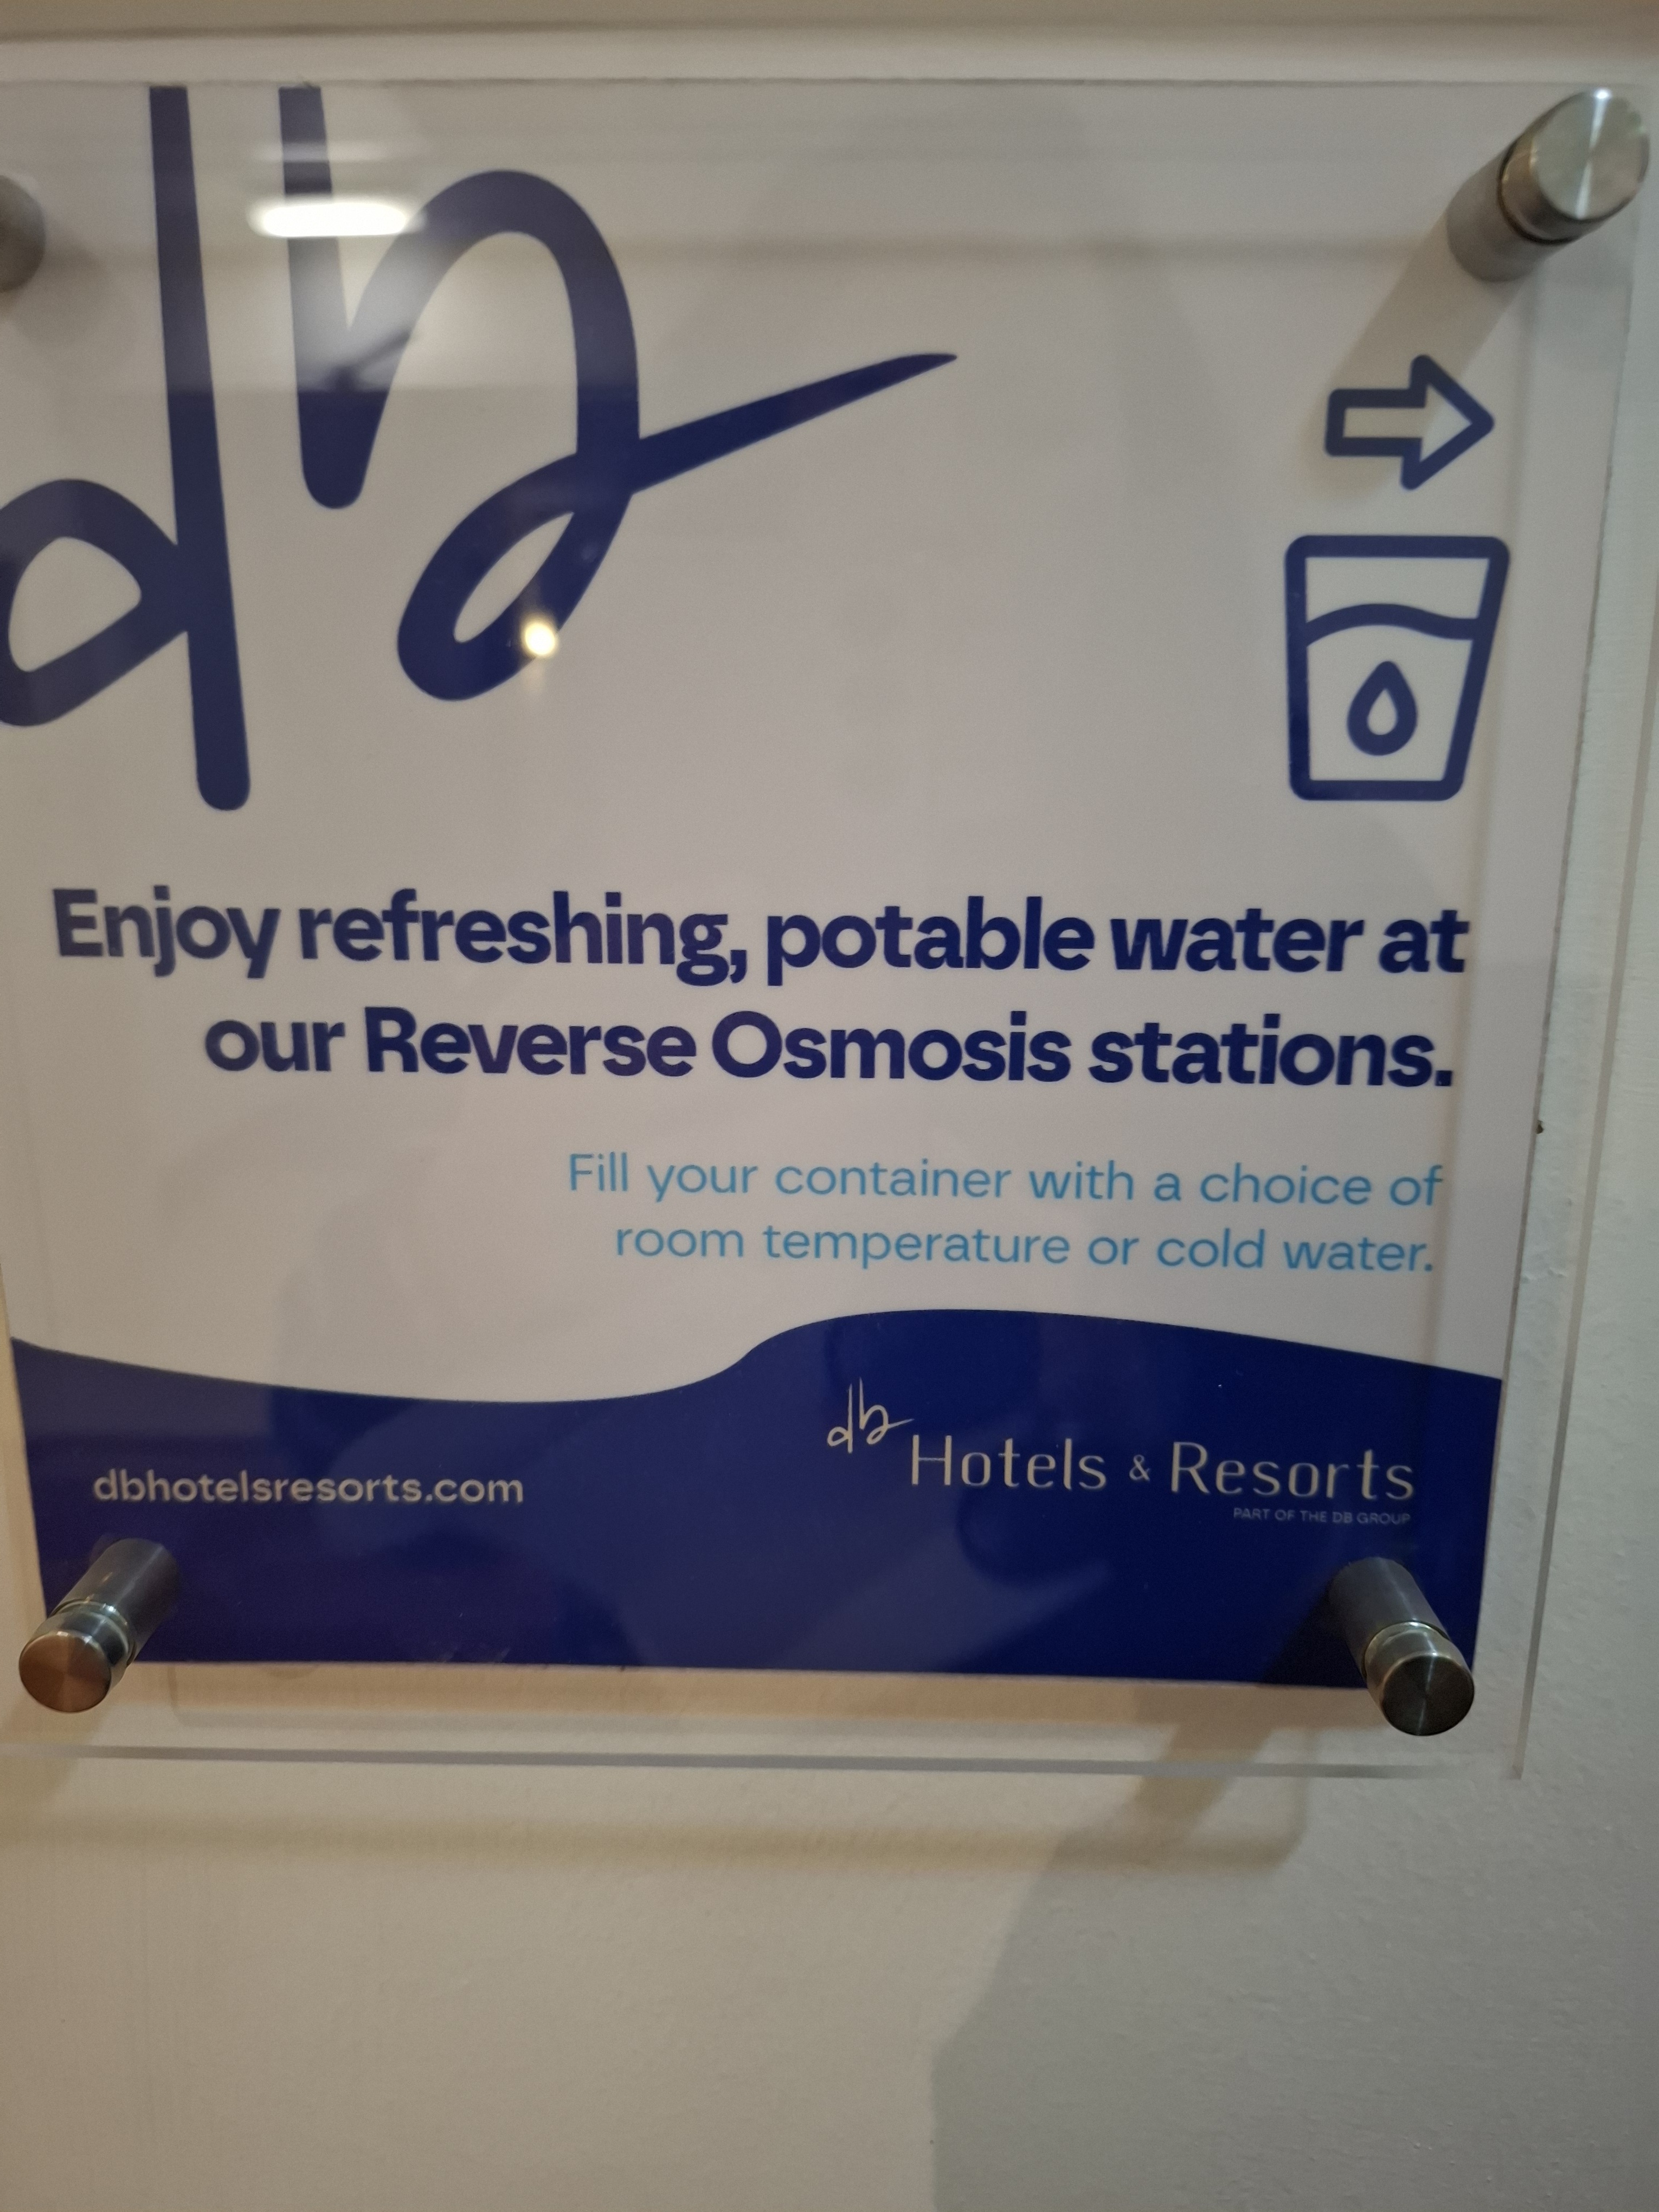 db
Enjoy refreshing, potable water at
our Reverse Osmosis stations.
Fill your container with a choice of
room temperature or cold water.
dbhotelsresorts.com
db Hotels & Resorts
PART OF THE DB GROUP